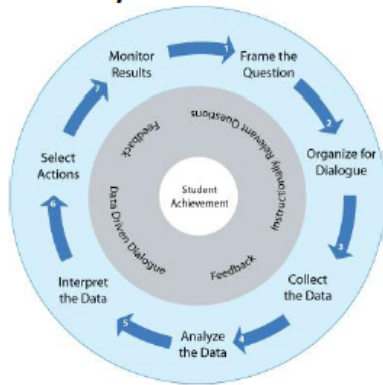 1
Monitor
Results
Frame the
Question
7
2
Feedback
Instructionally Relevant Questions
Select
Actions
Organize for
Dialogue
Student
Achievement
6
3
Data Driven Dialogue
Feedback
Interpret
the Data
Collect
the Data
5
4
Analyze
the Data